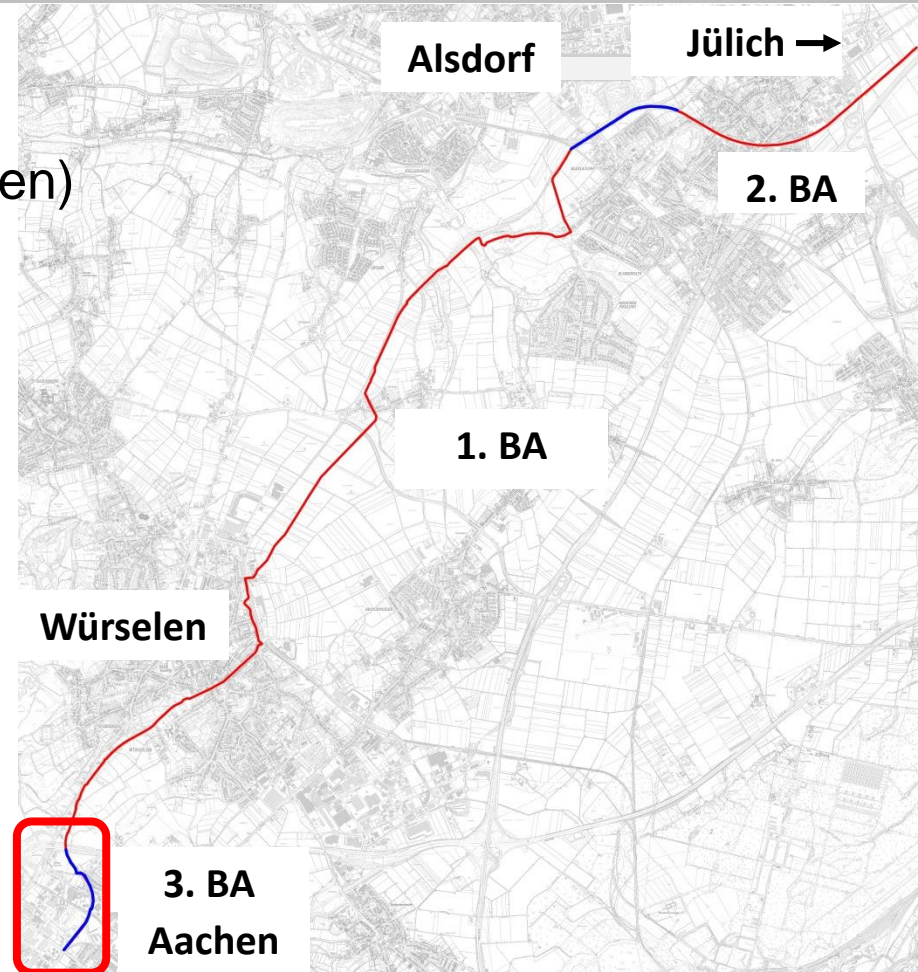 Alsdorf
Jülich →
en)
2. BA
1. BA
Würselen
3. BA
Aachen